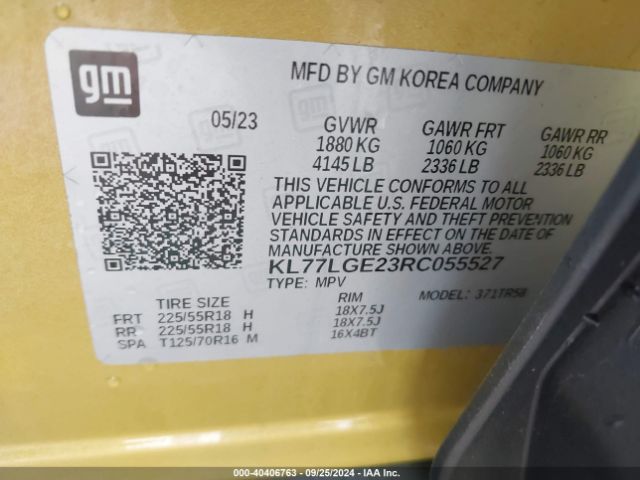 gm
MFD BY GM KOREA COMPANY
05/23 GVWR GAWR FRT GAWR RR
1880 KG 1060 KG 1060 KG
4145 LB 2336 LB 2336 LB
THIS VEHICLE CONFORMS TO ALL
APPLICABLE U.S. FEDERAL MOTOR
VEHICLE SAFETY AND THEFT PREVENTION
STANDARDS IN EFFECT ON THE DATE OF
MANUFACTURE SHOWN ABOVE.
KL77LGE23RC055527
TYPE: MPV MODEL: 371TR58
TIRE SIZE RIM
FRT 225/55R18 H 18X7.5J
RR 225/55R18 H 18X7.5J
SPA T125/70R16 M 16X4BT
000-40406763 - 09/25/2024 - IAA Inc.